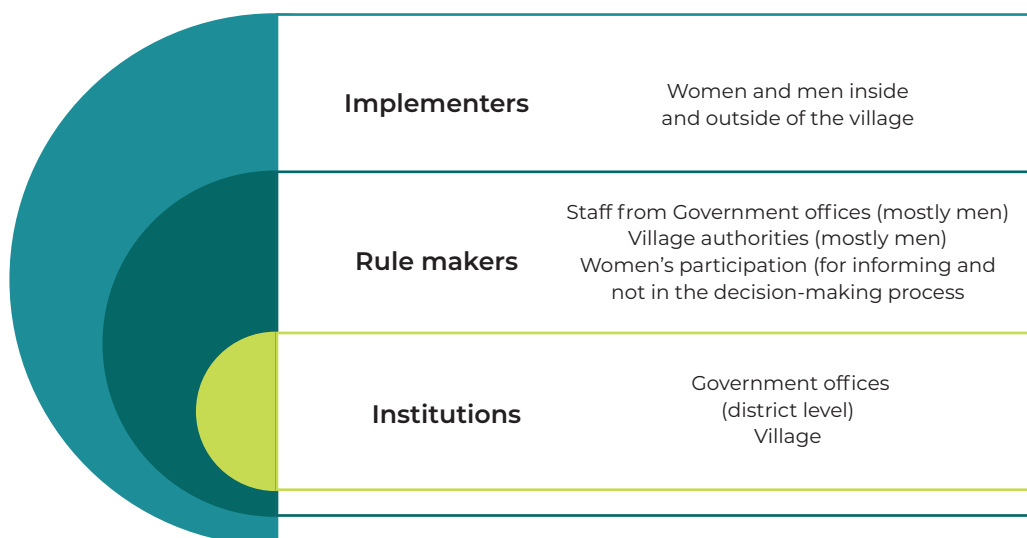 Implementers
Women and men inside
and outside of the village
Rule makers
Staff from Government offices (mostly men)
Village authorities (mostly men)
Women’s participation (for informing and
not in the decision-making process
Institutions
Government offices
(district level)
Village